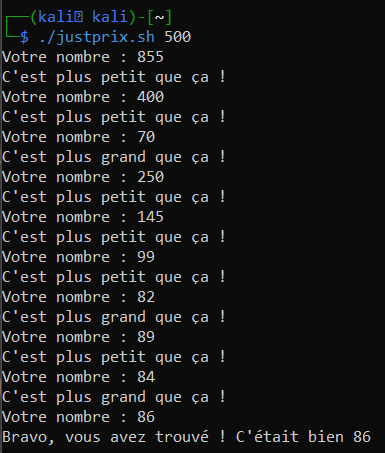 ┌──(kali㉿ kali)-[~]
└─$ ./justprix.sh 500
Votre nombre : 855
C'est plus petit que ça !
Votre nombre : 400
C'est plus petit que ça !
Votre nombre : 70
C'est plus grand que ça !
Votre nombre : 250
C'est plus petit que ça !
Votre nombre : 145
C'est plus petit que ça !
Votre nombre : 99
C'est plus petit que ça !
Votre nombre : 82
C'est plus grand que ça !
Votre nombre : 89
C'est plus petit que ça !
Votre nombre : 84
C'est plus grand que ça !
Votre nombre : 86
Bravo, vous avez trouvé ! C'était bien 86